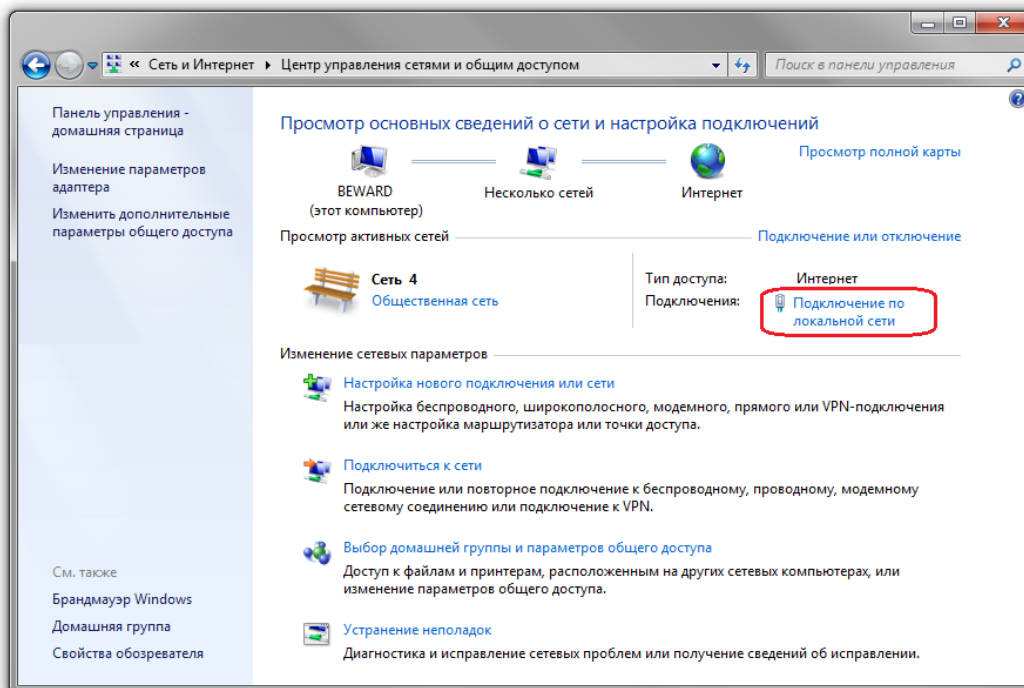 « Сеть и Интернет ▸ Центр управления сетями и общим доступом
Поиск в панели управления
Панель управления -
домашняя страница
Изменение параметров
адаптера
Изменить дополнительные
параметры общего доступа
См. также
Брандмауэр Windows
Домашняя группа
Свойства обозревателя
Просмотр основных сведений о сети и настройка подключений
Просмотр полной карты
BEWARD
(этот компьютер)
Несколько сетей
Интернет
Просмотр активных сетей
Подключение или отключение
Сеть 4
Общественная сеть
Тип доступа: Интернет
Подключения: Подключение по
локальной сети
Изменение сетевых параметров
Настройка нового подключения или сети
Настройка беспроводного, широкополосного, модемного, прямого или VPN-подключения
или же настройка маршрутизатора или точки доступа.
Подключиться к сети
Подключение или повторное подключение к беспроводному, проводному, модемному
сетевому соединению или подключение к VPN.
Выбор домашней группы и параметров общего доступа
Доступ к файлам и принтерам, расположенным на других сетевых компьютерах, или
изменение параметров общего доступа.
Устранение неполадок
Диагностика и исправление сетевых проблем или получение сведений об исправлении.